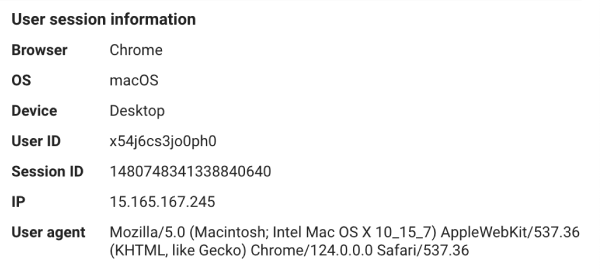 User session information
Browser Chrome
OS macOS
Device Desktop
User ID x54j6cs3jo0ph0
Session ID 1480748341338840640
IP 15.165.167.245
User agent Mozilla/5.0 (Macintosh; Intel Mac OS X 10_15_7) AppleWebKit/537.36
(KHTML, like Gecko) Chrome/124.0.0.0 Safari/537.36